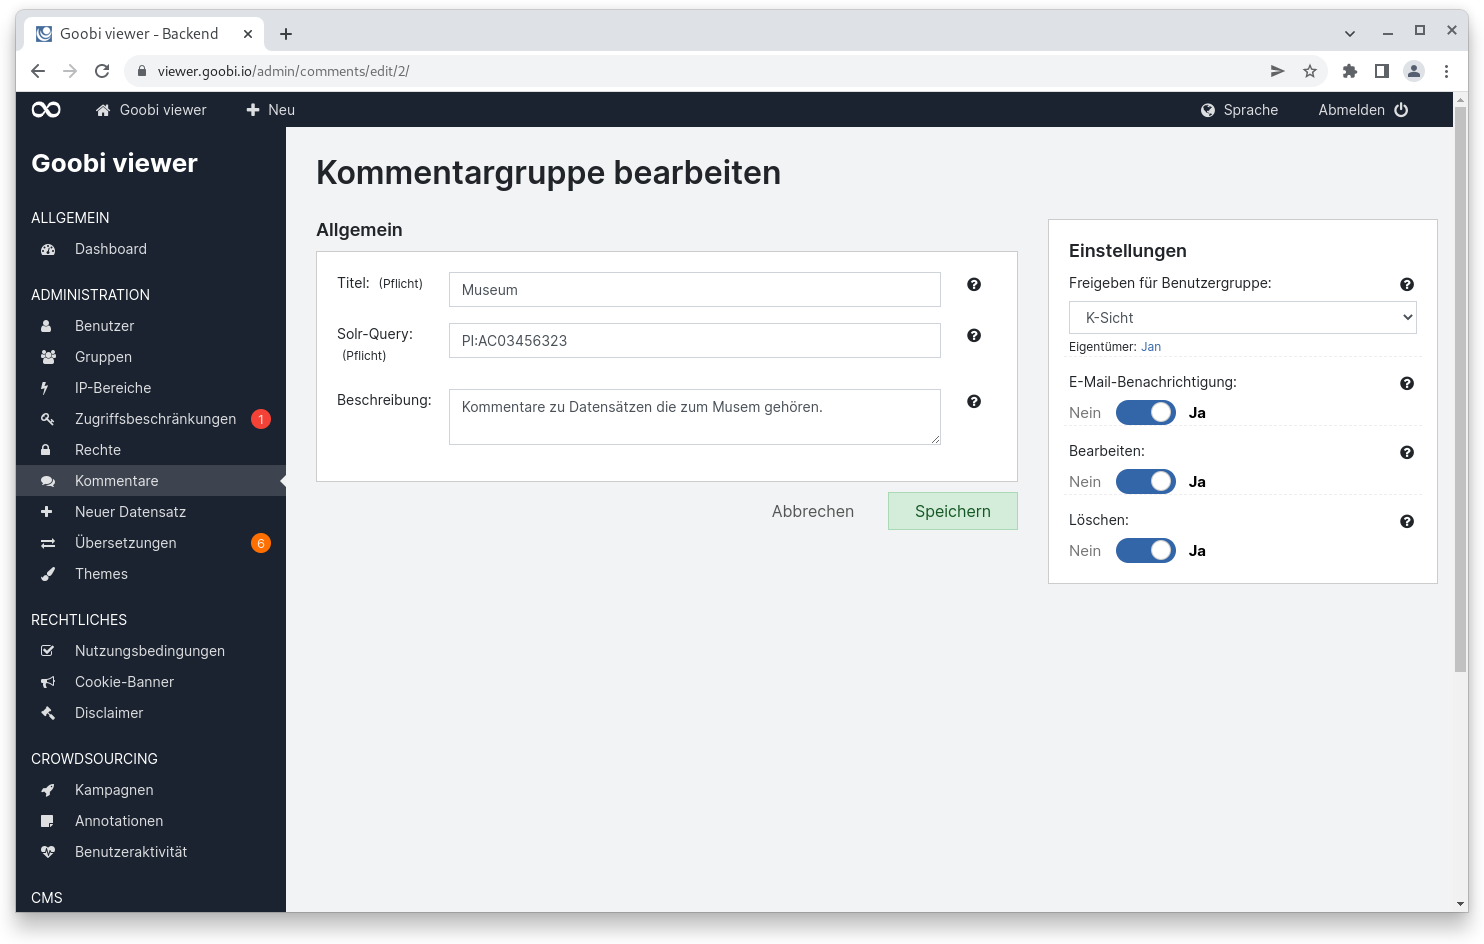 Goobi viewer - Backend
viewer.goobi.io/admin/comments/edit/2/
Goobi viewer
Neu
Sprache
Abmelden
Goobi viewer
ALLGEMEIN
Dashboard
ADMINISTRATION
Benutzer
Gruppen
IP-Bereiche
Zugriffsbeschränkungen 1
Rechte
Kommentare
Neuer Datensatz
Übersetzungen 6
Themes
RECHTLICHES
Nutzungsbedingungen
Cookie-Banner
Disclaimer
CROWDSOURCING
Kampagnen
Annotationen
Benutzeraktivität
CMS
Kommentargruppe bearbeiten
Allgemein
Titel: (Pflicht)
Museum
Solr-Query:
(Pflicht)
PI:AC03456323
Beschreibung:
Kommentare zu Datensätzen die zum Musem gehören.
Abbrechen
Speichern
Einstellungen
Freigeben für Benutzergruppe:
K-Sicht
Eigentümer: Jan
E-Mail-Benachrichtigung:
Nein Ja
Bearbeiten:
Nein Ja
Löschen:
Nein Ja